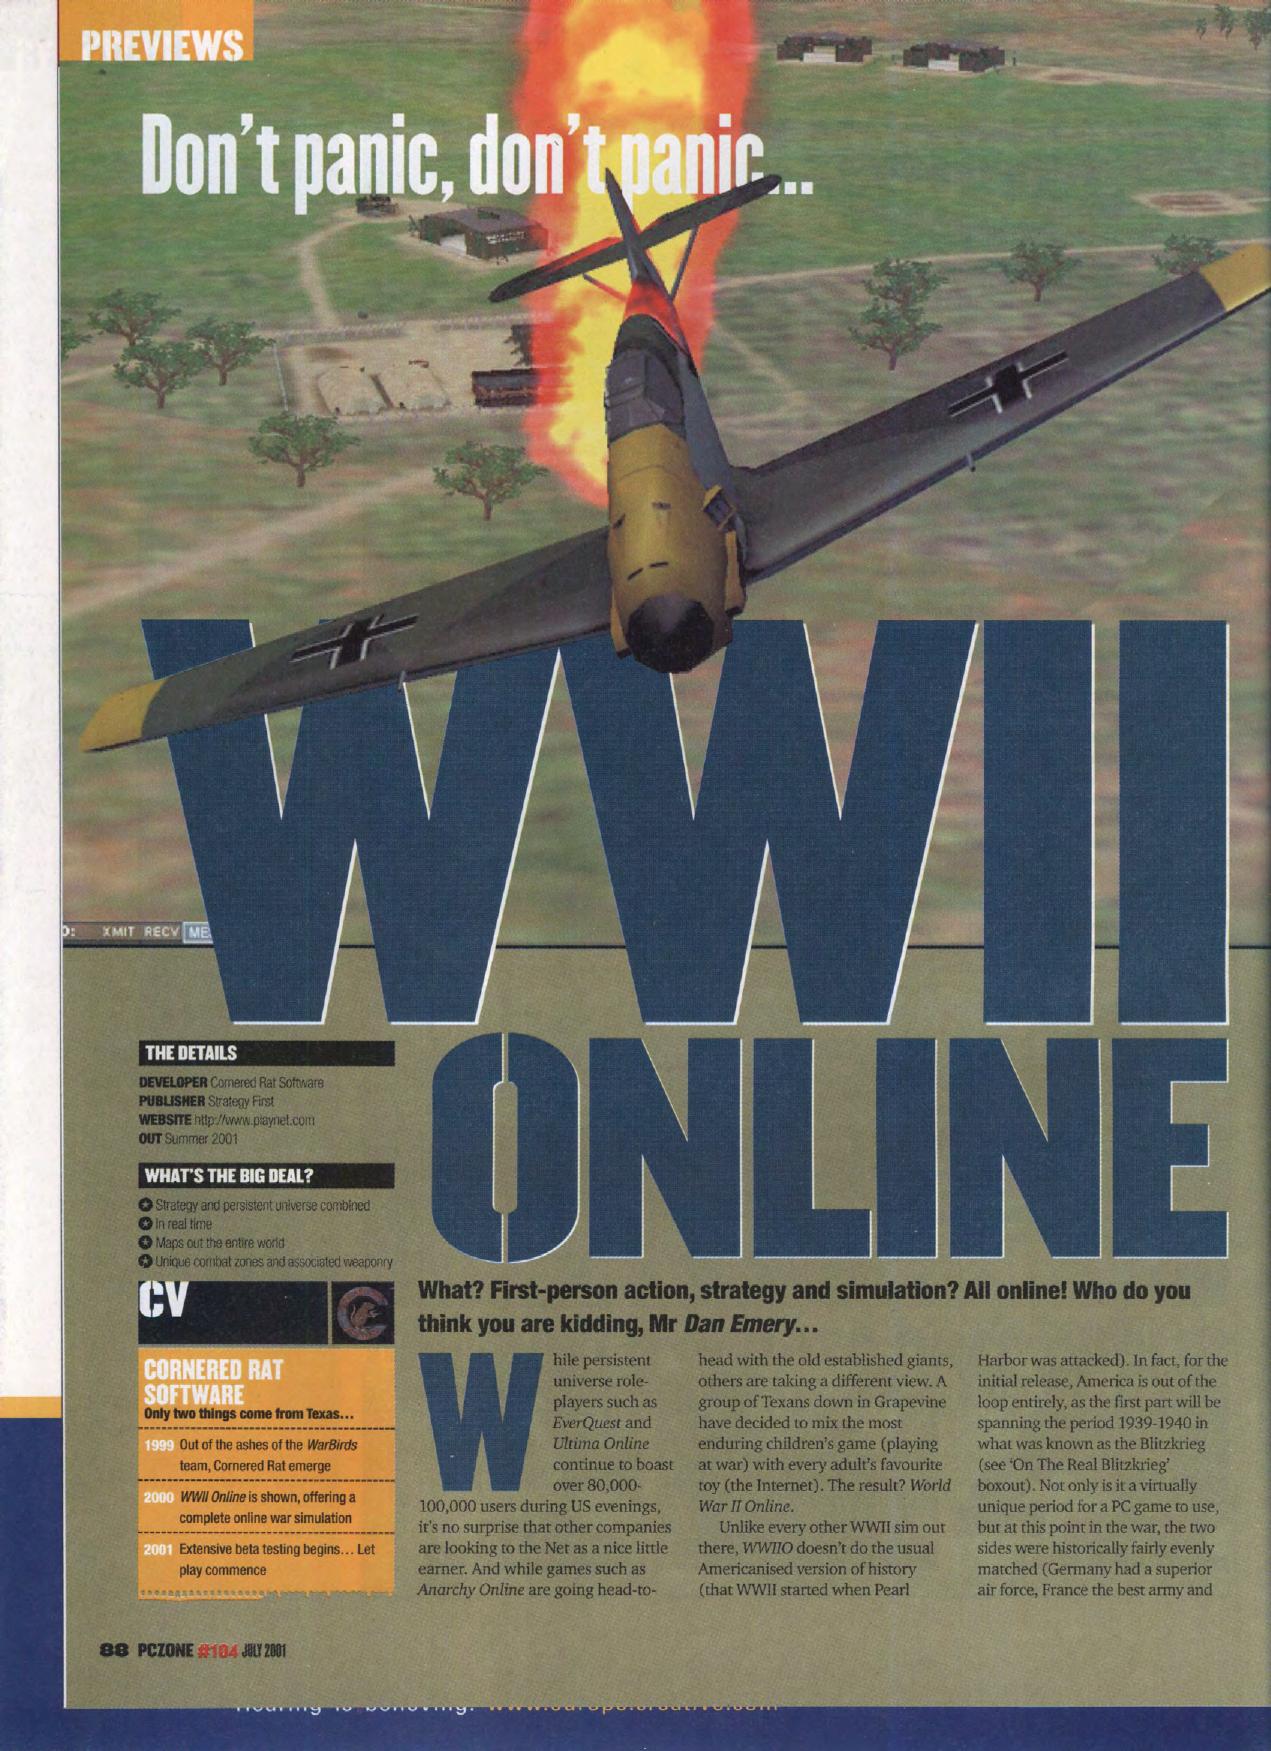 PREVIEWS
Don't panic, don't panic...
XMIT RECV ME
WWII
ONLINE
THE DETAILS
DEVELOPER Cornered Rat Software
PUBLISHER Strategy First
WEBSITE http://www.playnet.com
OUT Summer 2001
WHAT'S THE BIG DEAL?
Strategy and persistent universe combined
In real time
Maps out the entire world
Unique combat zones and associated weaponry
CV
CORNERED RAT
SOFTWARE
Only two things come from Texas...
1999 Out of the ashes of the WarBirds
team, Cornered Rat emerge
2000 WWII Online is shown, offering a
complete online war simulation
2001 Extensive beta testing begins... Let
play commence
What? First-person action, strategy and simulation? All online! Who do you
think you are kidding, Mr Dan Emery...
While persistent
universe role-
players such as
EverQuest and
Ultima Online
continue to boast
over 80,000-
100,000 users during US evenings,
it's no surprise that other companies
are looking to the Net as a nice little
earner. And while games such as
Anarchy Online are going head-to-
head with the old established giants,
others are taking a different view. A
group of Texans down in Grapevine
have decided to mix the most
enduring children's game (playing
at war) with every adult's favourite
toy (the Internet). The result? World
War II Online.
Unlike every other WWII sim out
there, WWIIO doesn't do the usual
Americanised version of history
(that WWII started when Pearl
Harbor was attacked). In fact, for the
initial release, America is out of the
loop entirely, as the first part will be
spanning the period 1939-1940 in
what was known as the Blitzkrieg
(see 'On The Real Blitzkrieg'
boxout). Not only is it a virtually
unique period for a PC game to use,
but at this point in the war, the two
sides were historically fairly evenly
matched (Germany had a superior
air force, France the best army and
88 PCZONE #104 JULY 2001
Hearing is believing. www.europe.creative.com